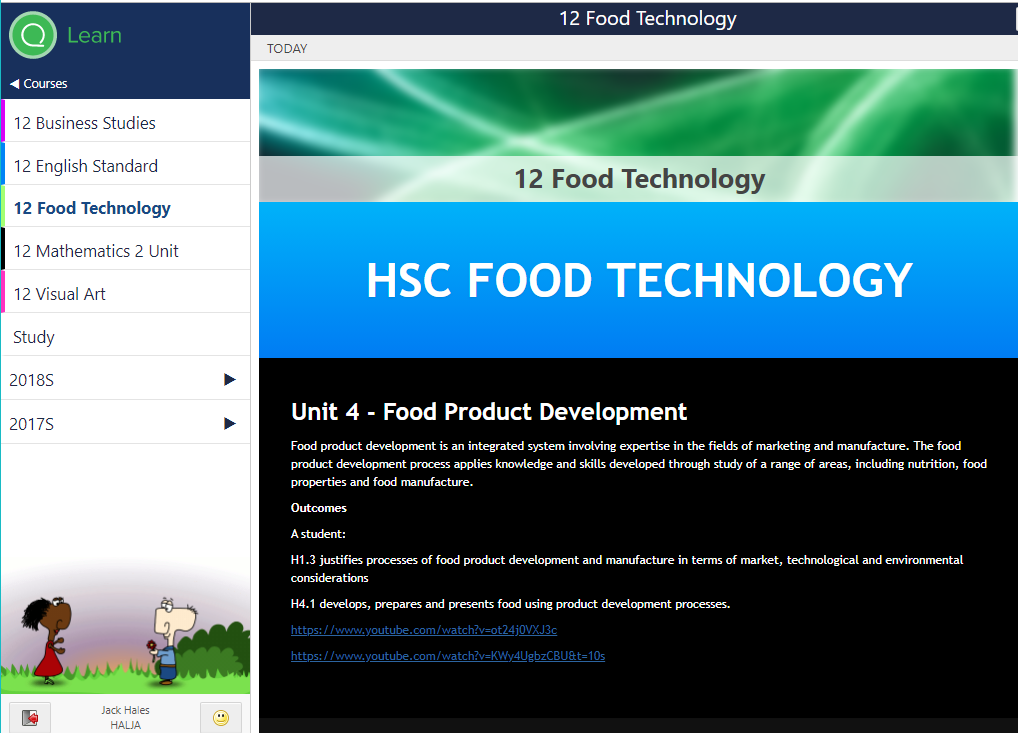 Learn
◀ Courses
12 Business Studies
12 English Standard
12 Food Technology
12 Mathematics 2 Unit
12 Visual Art
Study
2018S
2017S
Jack Hales
HALJA
12 Food Technology
TODAY
12 Food Technology
HSC FOOD TECHNOLOGY
Unit 4 - Food Product Development
Food product development is an integrated system involving expertise in the fields of marketing and manufacture. The food
product development process applies knowledge and skills developed through study of a range of areas, including nutrition, food
properties and food manufacture.
Outcomes
A student:
H1.3 justifies processes of food product development and manufacture in terms of market, technological and environmental
considerations
H4.1 develops, prepares and presents food using product development processes.
https://www.youtube.com/watch?v=ot24j0VXJ3c
https://www.youtube.com/watch?v=KWy4UgbzCBU&t=10s